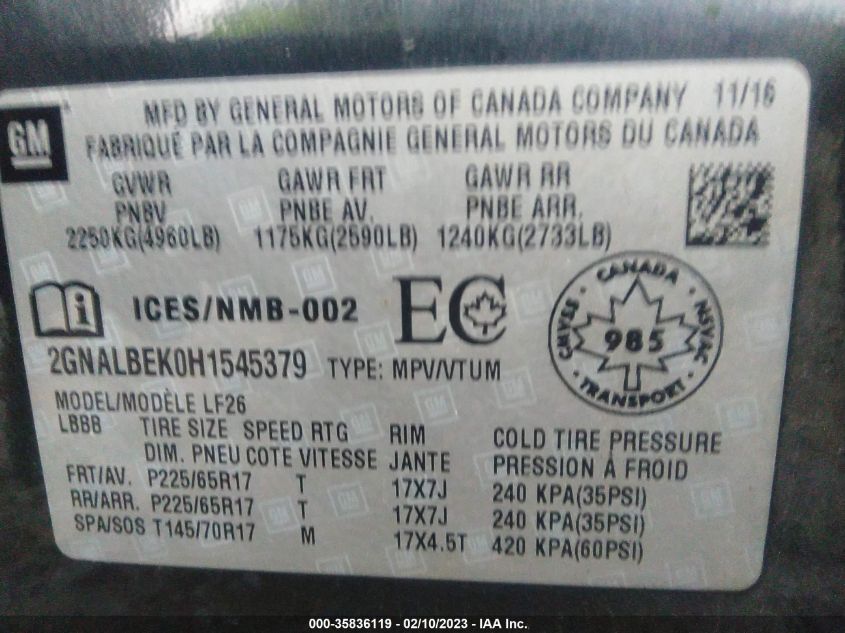 GM
MFD BY GENERAL MOTORS OF CANADA COMPANY 11/16
FABRIQUÉ PAR LA COMPAGNIE GENERAL MOTORS DU CANADA
GVWR GAWR FRT GAWR RR
PNBV PNBE AV. PNBE ARR.
2250KG(4960LB) 1175KG(2590LB) 1240KG(2733LB)
i ICES/NMB-002 EC
CANADA
CMVSS 985 NSVAC
TRANSPORT
2GNALBEK0H1545379 TYPE: MPV/VTUM
MODEL/MODÈLE LF26
LBBB TIRE SIZE SPEED RTG RIM COLD TIRE PRESSURE
DIM. PNEU COTE VITESSE JANTE PRESSION À FROID
FRT/AV. P225/65R17 T 17X7J 240 KPA(35PSI)
RR/ARR. P225/65R17 T 17X7J 240 KPA(35PSI)
SPA/SOS T145/70R17 M 17X4.5T 420 KPA(60PSI)
000-35836119 - 02/10/2023 - IAA Inc.